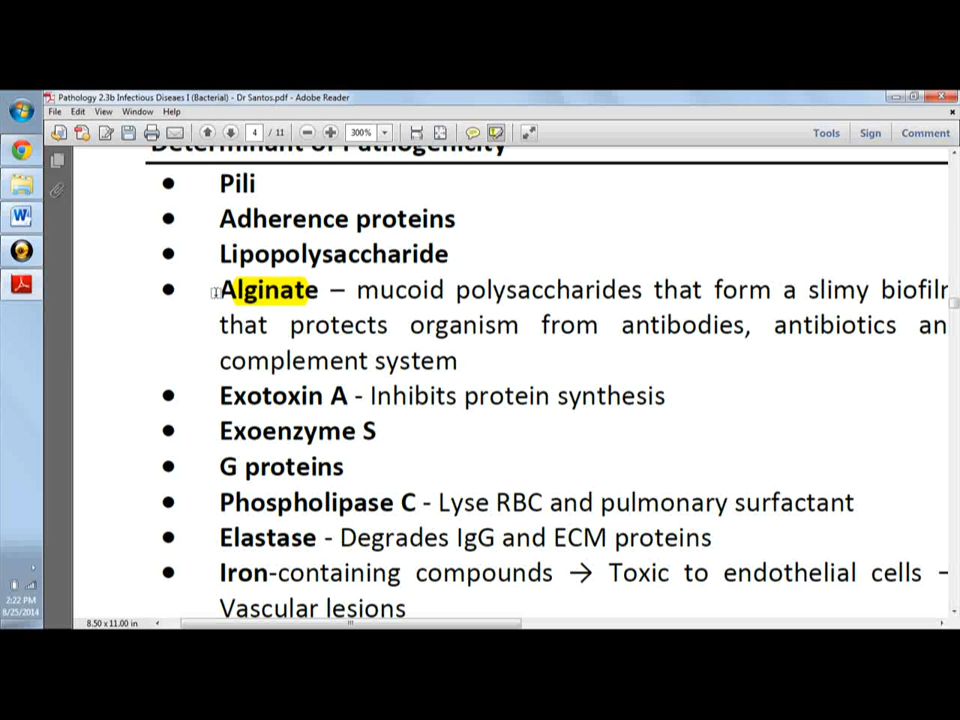 Pathology 2.3b Infectious Diseaes I (Bacterial) - Dr Santos.pdf - Adobe Reader
File Edit View Window Help
4 / 11 300% Tools Sign Comment
Determinant of Pathogenicity
• Pili
• Adherence proteins
• Lipopolysaccharide
• Alginate – mucoid polysaccharides that form a slimy
that protects organism from antibodies, antibiotics
complement system
• Exotoxin A - Inhibits protein synthesis
• Exoenzyme S
• G proteins
• Phospholipase C - Lyse RBC and pulmonary surfactant
• Elastase - Degrades IgG and ECM proteins
• Iron-containing compounds → Toxic to endothelial cells
Vascular lesions
2:22 PM
8/25/2014
8.50 x 11.00 in